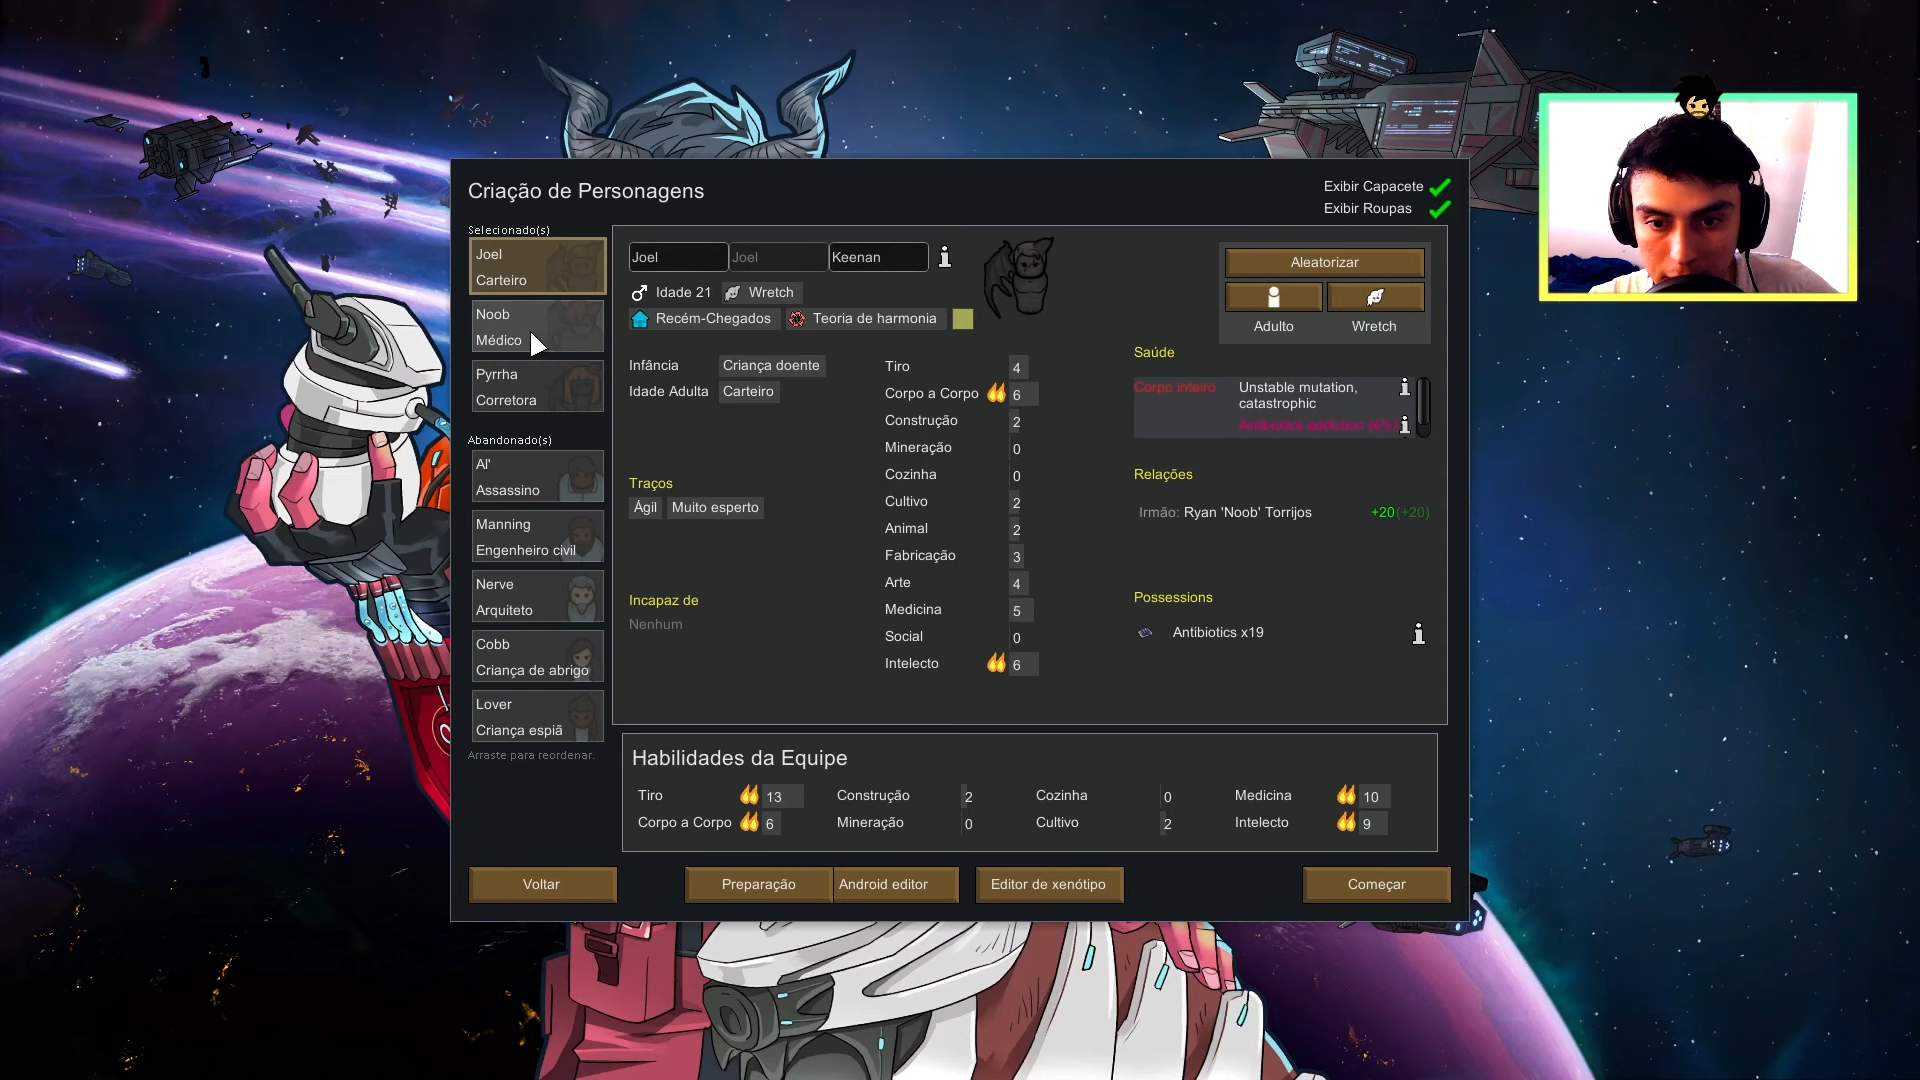 Criação de Personagens
Exibir Capacete
Exibir Roupas
Selecionado(s)
Joel
Carteiro
Noob
Médico
Pyrrha
Corretora
Abandonado(s)
Al'
Assassino
Manning
Engenheiro civil
Nerve
Arquiteto
Cobb
Criança de abrigo
Lover
Criança espiã
Arraste para reordenar.
Joel Joel Keenan
Idade 21 Wretch
Recém-Chegados Teoria de harmonia
Infância Criança doente
Idade Adulta Carteiro
Traços
Ágil Muito esperto
Incapaz de
Nenhum
Tiro 4
Corpo a Corpo 6
Construção 2
Mineração 0
Cozinha 0
Cultivo 2
Animal 2
Fabricação 3
Arte 4
Medicina 5
Social 0
Intelecto 6
Aleatorizar
Adulto Wretch
Saúde
Corpo inteiro Unstable mutation,
catastrophic
Antibiotics addiction
Relações
Irmão: Ryan 'Noob' Torrijos +20(+20)
Possessions
Antibiotics x19
Habilidades da Equipe
Tiro 13 Construção 2 Cozinha 0 Medicina 10
Corpo a Corpo 6 Mineração 0 Cultivo 2 Intelecto 9
Voltar Preparação Android editor Editor de xenótipo Começar